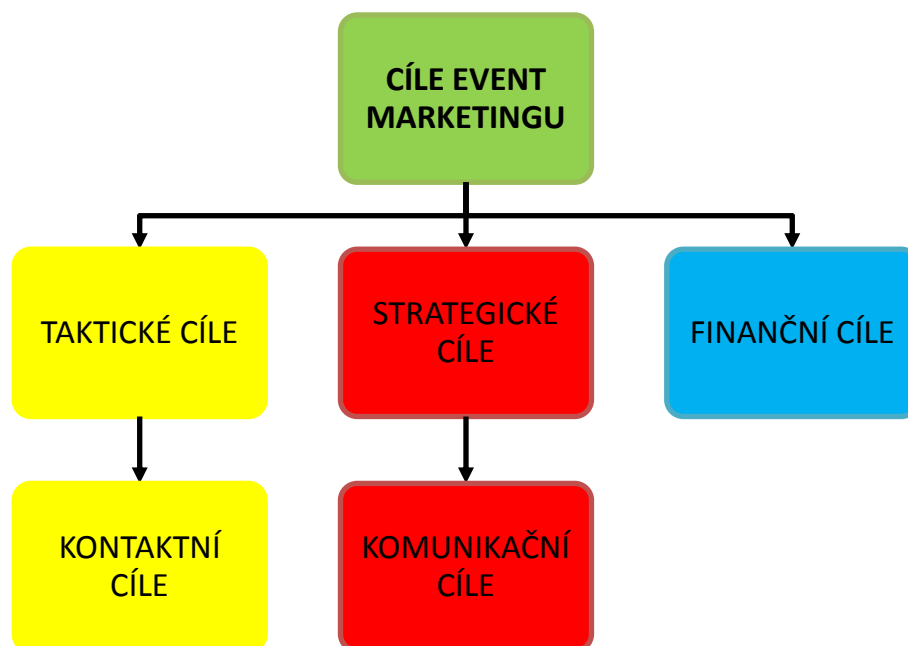 CÍLE EVENT
MARKETINGU
TAKTICKÉ CÍLE
STRATEGICKÉ
CÍLE
FINANČNÍ CÍLE
KONTAKTNÍ
CÍLE
KOMUNIKAČNÍ
CÍLE